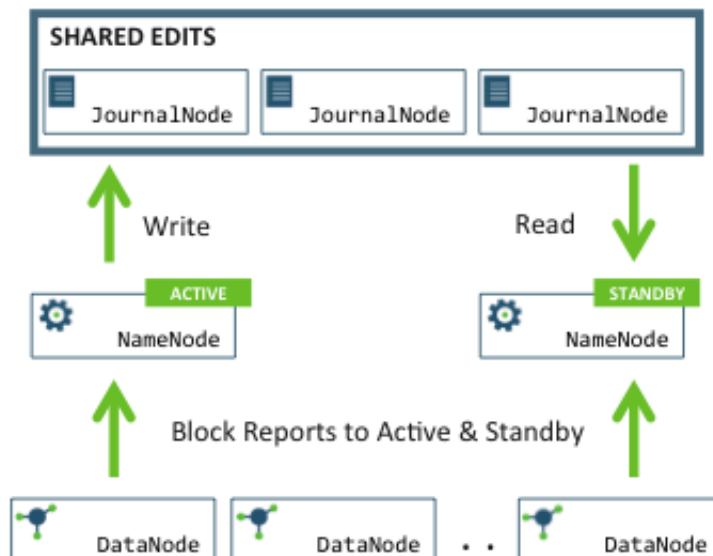 SHARED EDITS
JournalNode JournalNode JournalNode
Write Read
ACTIVE STANDBY
NameNode NameNode
Block Reports to Active & Standby
DataNode DataNode . . DataNode